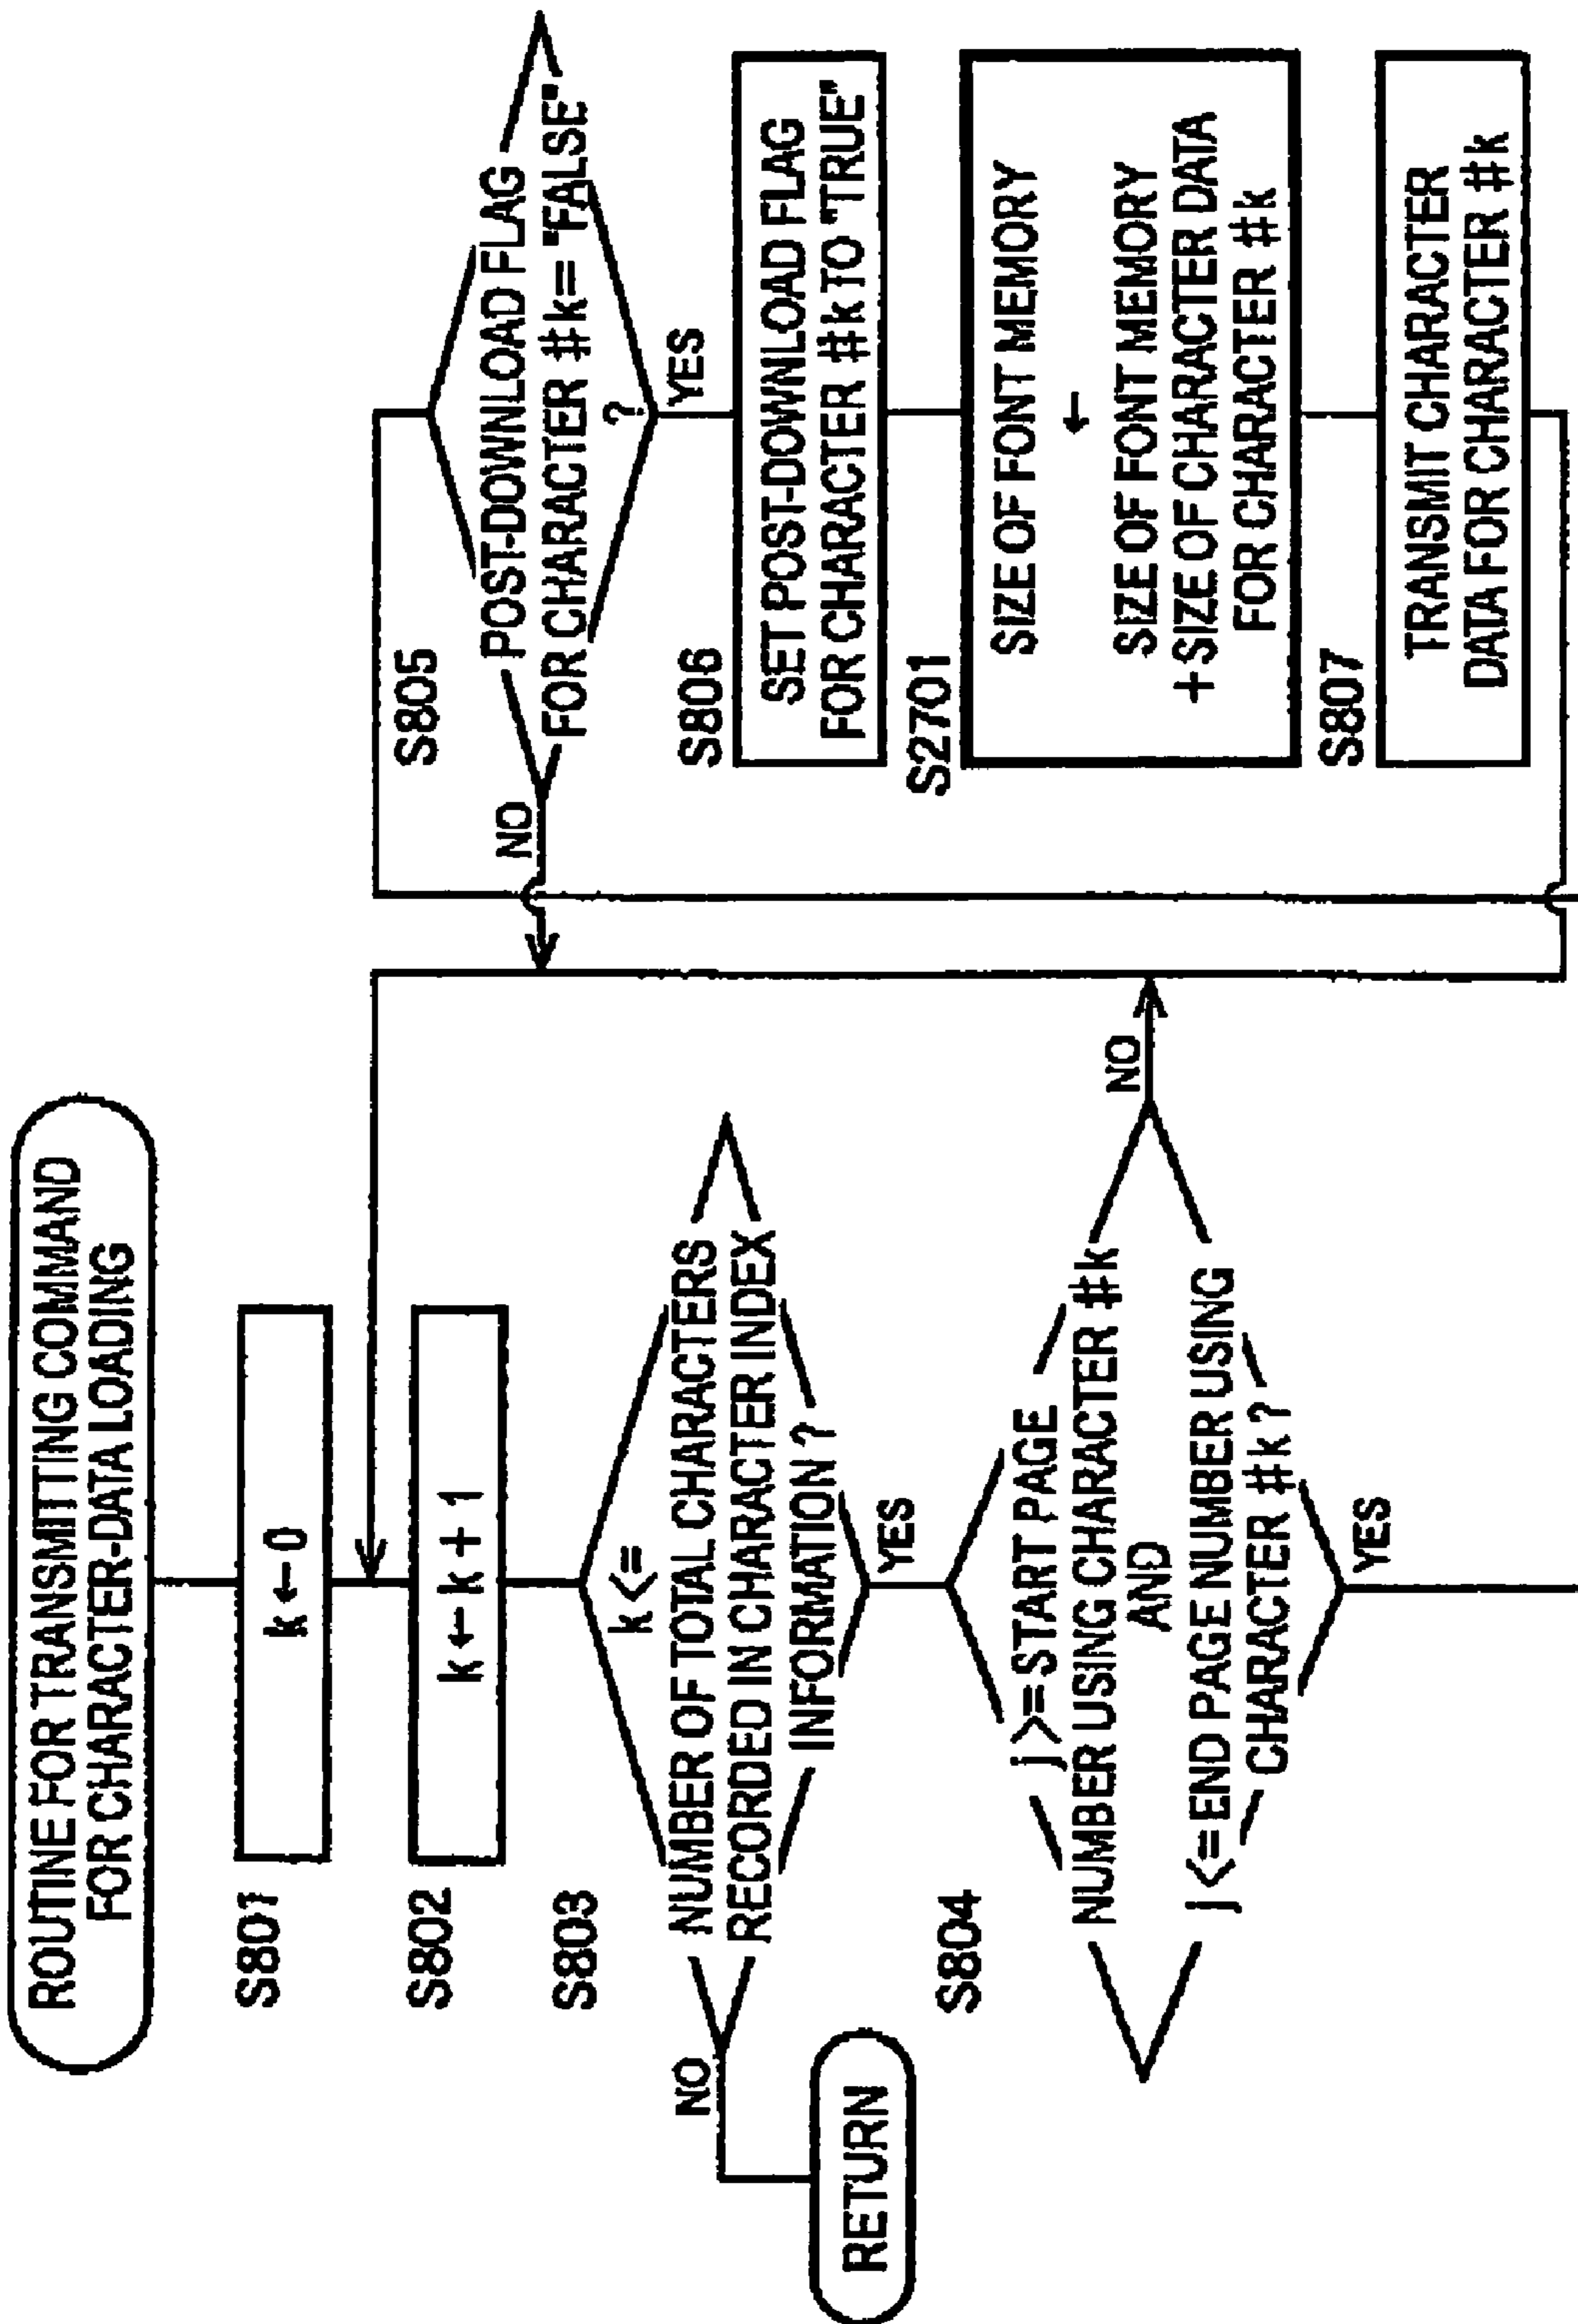 ROUTINE FOR TRANSMITTING COMMAND
FOR CHARACTER-DATA LOADING
S801
k ← 0
S802
k ← k + 1
S803
k <=
NUMBER OF TOTAL CHARACTERS
RECORDED IN CHARACTER INDEX
INFORMATION ?
NO
RETURN
YES
S804
j >= START PAGE
NUMBER USING CHARACTER #k
AND
j <= END PAGE NUMBER USING
CHARACTER #k ?
NO
YES
S805
POST-DOWNLOAD FLAG
FOR CHARACTER #k= "FALSE"
?
NO
YES
S806
SET POST-DOWNLOAD FLAG
FOR CHARACTER #k TO "TRUE"
S2701
SIZE OF FONT MEMORY
←
SIZE OF FONT MEMORY
+ SIZE OF CHARACTER DATA
FOR CHARACTER #k
S807
TRANSMIT CHARACTER
DATA FOR CHARACTER #k